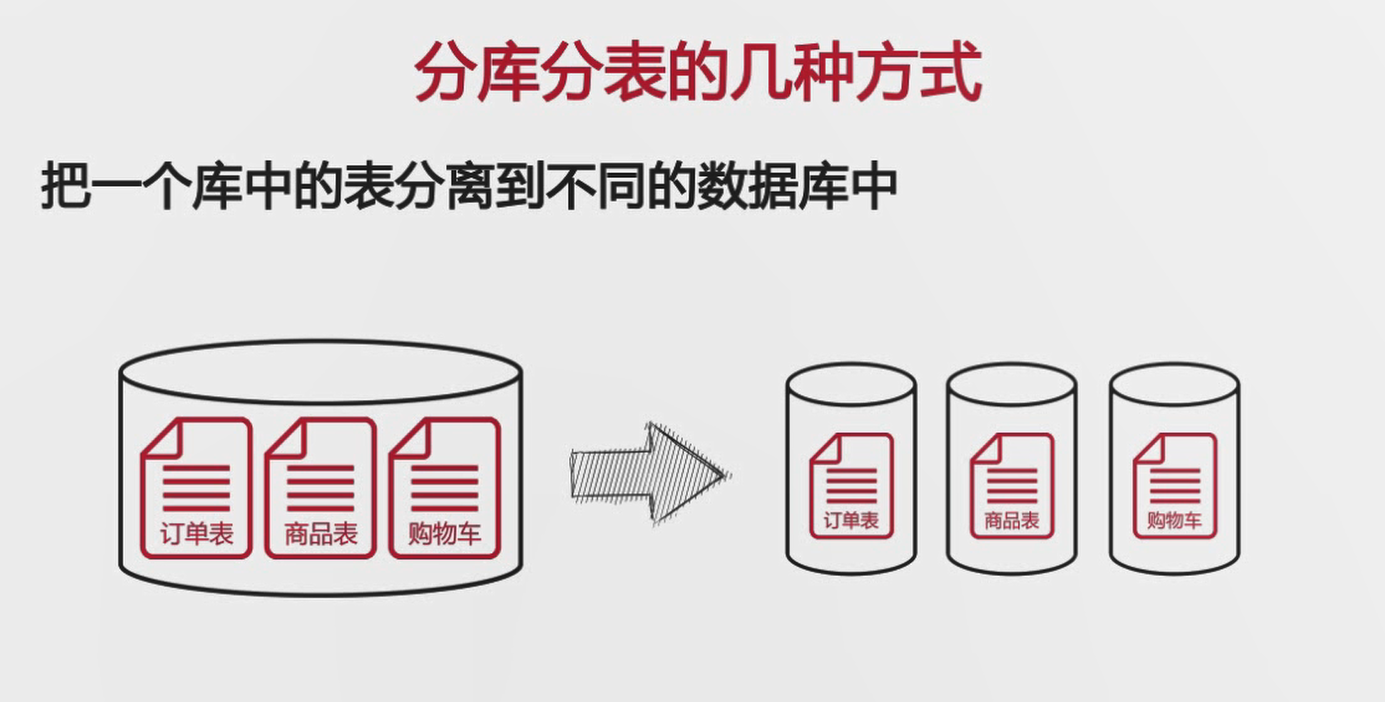 分库分表的几种方式
把一个库中的表分离到不同的数据库中
订单表
商品表
购物车
订单表
商品表
购物车